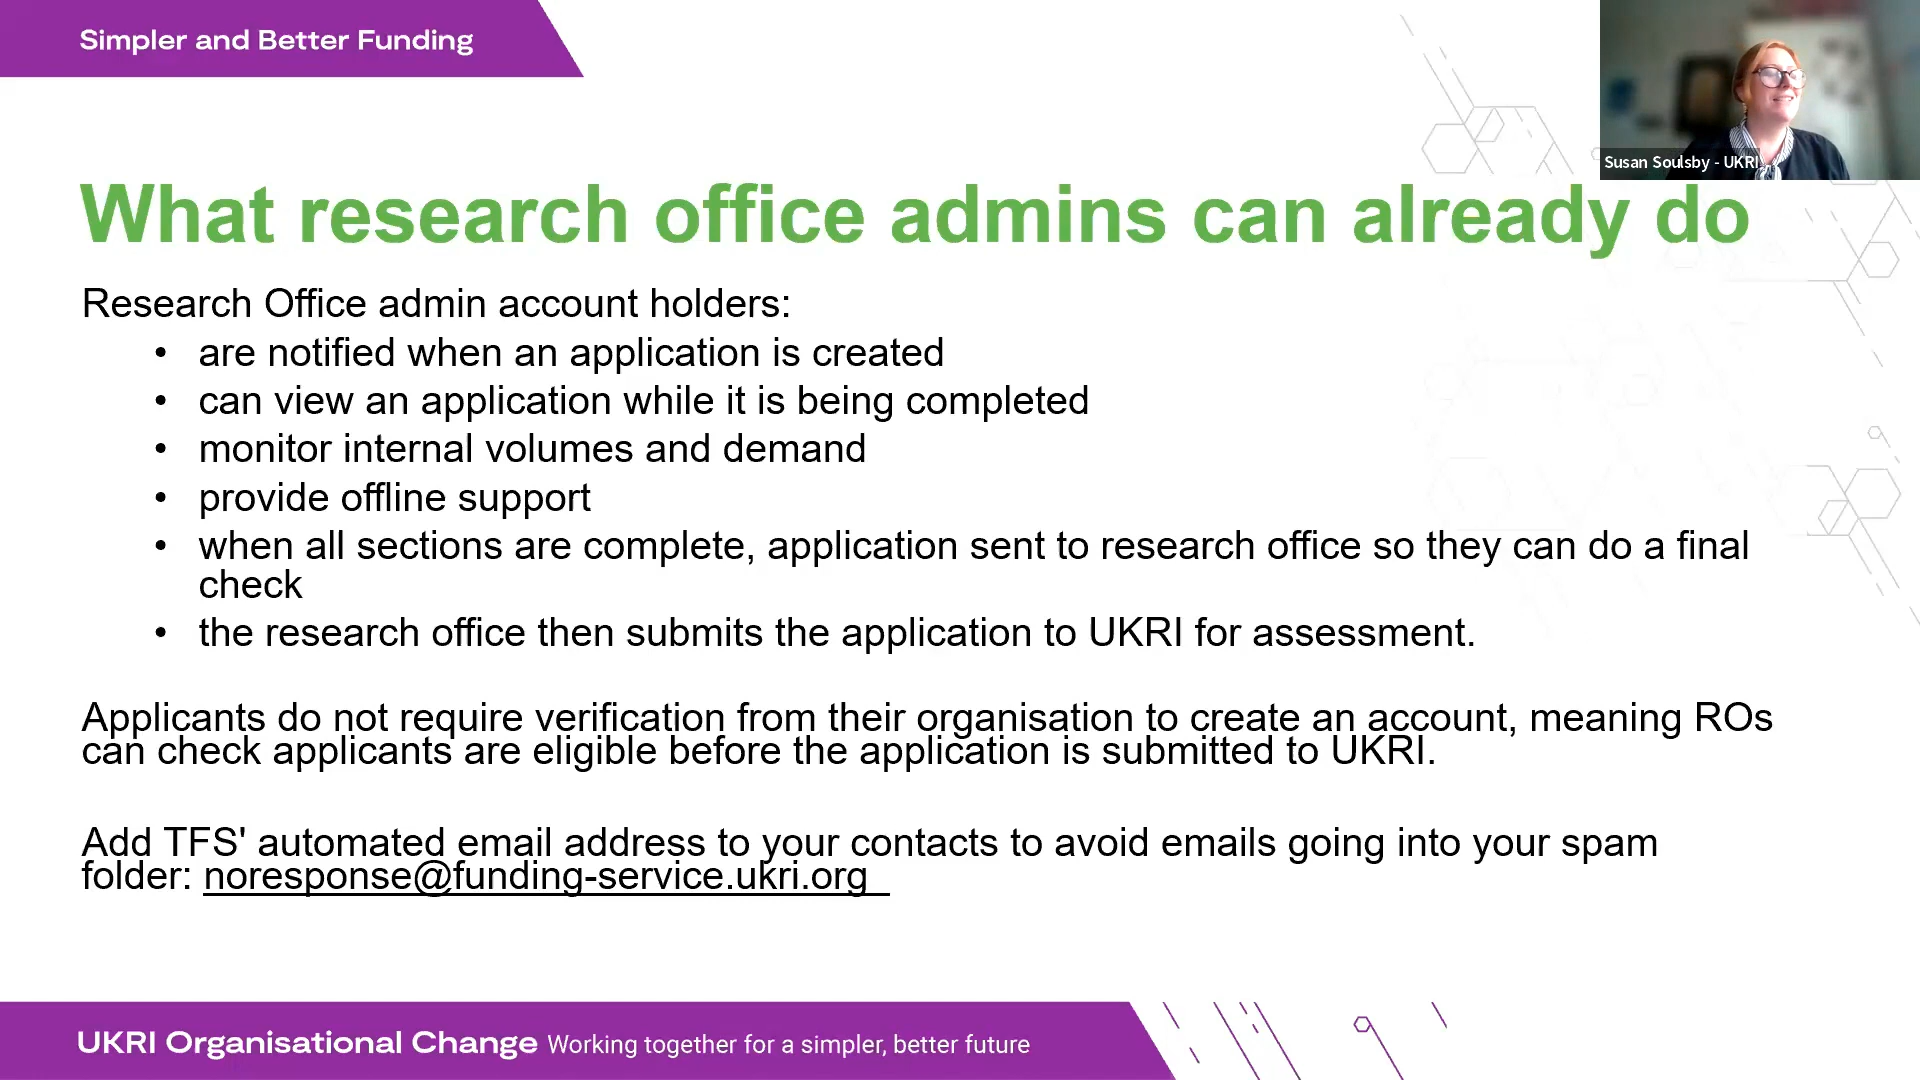 Simpler and Better Funding
Susan Soulsby - UKRI
What research office admins can already do
Research Office admin account holders:
• are notified when an application is created
• can view an application while it is being completed
• monitor internal volumes and demand
• provide offline support
• when all sections are complete, application sent to research office so they can do a final
check
• the research office then submits the application to UKRI for assessment.
Applicants do not require verification from their organisation to create an account, meaning ROs
can check applicants are eligible before the application is submitted to UKRI.
Add TFS' automated email address to your contacts to avoid emails going into your spam
folder: noresponse@funding-service.ukri.org
UKRI Organisational Change Working together for a simpler, better future